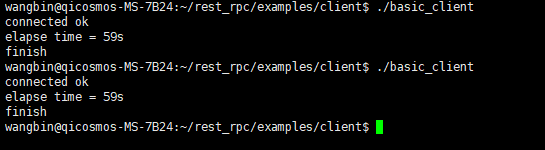 wangbin@qicosmos-MS-7B24:~/rest_rpc/examples/client$ ./basic_client
connected ok
elapse time = 59s
finish
wangbin@qicosmos-MS-7B24:~/rest_rpc/examples/client$ ./basic_client
connected ok
elapse time = 59s
finish
wangbin@qicosmos-MS-7B24:~/rest_rpc/examples/client$